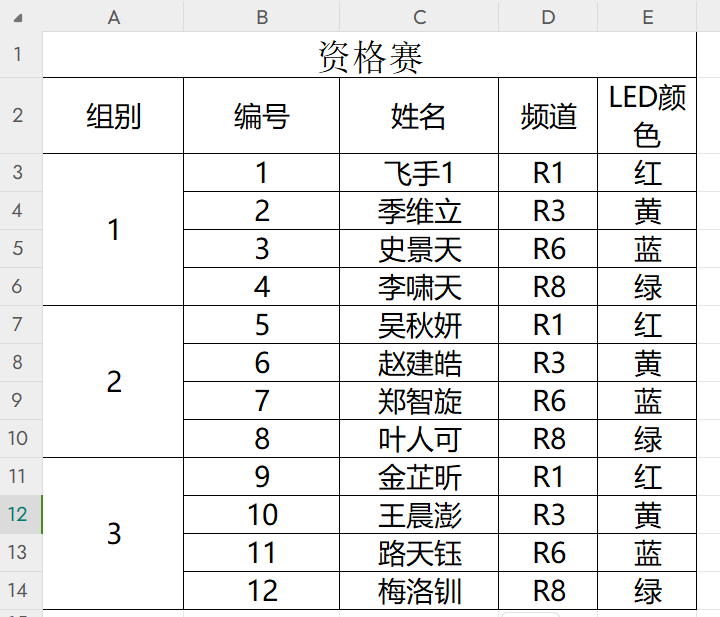 A B C D E
1 资格赛
2 组别 编号 姓名 频道 LED颜色
3 1 1 飞手1 R1 红
4 2 季维立 R3 黄
5 3 史景天 R6 蓝
6 4 李啸天 R8 绿
7 2 5 吴秋妍 R1 红
8 6 赵建皓 R3 黄
9 7 郑智旋 R6 蓝
10 8 叶人可 R8 绿
11 3 9 金芷昕 R1 红
12 10 王晨澎 R3 黄
13 11 路天钰 R6 蓝
14 12 梅洛钏 R8 绿